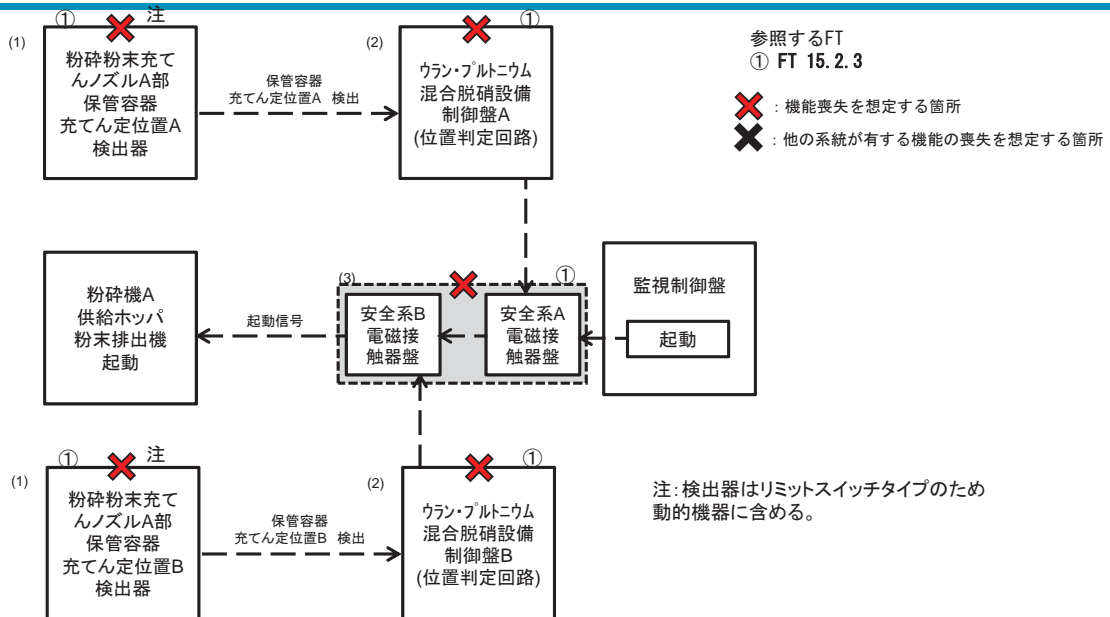 ① 注
(1)
粉砕粉末充て
んノズルA部
保管容器
充てん定位置A
検出器
保管容器
充てん定位置A 検出
①
(2)
ウラン・プルトニウム
混合脱硝設備
制御盤A
(位置判定回路)
参照するFT
① FT 15.2.3
:機能喪失を想定する箇所
:他の系統が有する機能の喪失を想定する箇所
粉砕機A
供給ホッパ
粉末排出機
起動
起動信号
(3)
①
安全系B
電磁接
触器盤
安全系A
電磁接
触器盤
監視制御盤
起動
① 注
(1)
粉砕粉末充て
んノズルA部
保管容器
充てん定位置B
検出器
保管容器
充てん定位置B 検出
①
(2)
ウラン・プルトニウム
混合脱硝設備
制御盤B
(位置判定回路)
注:検出器はリミットスイッチタイプのため
動的機器に含める。